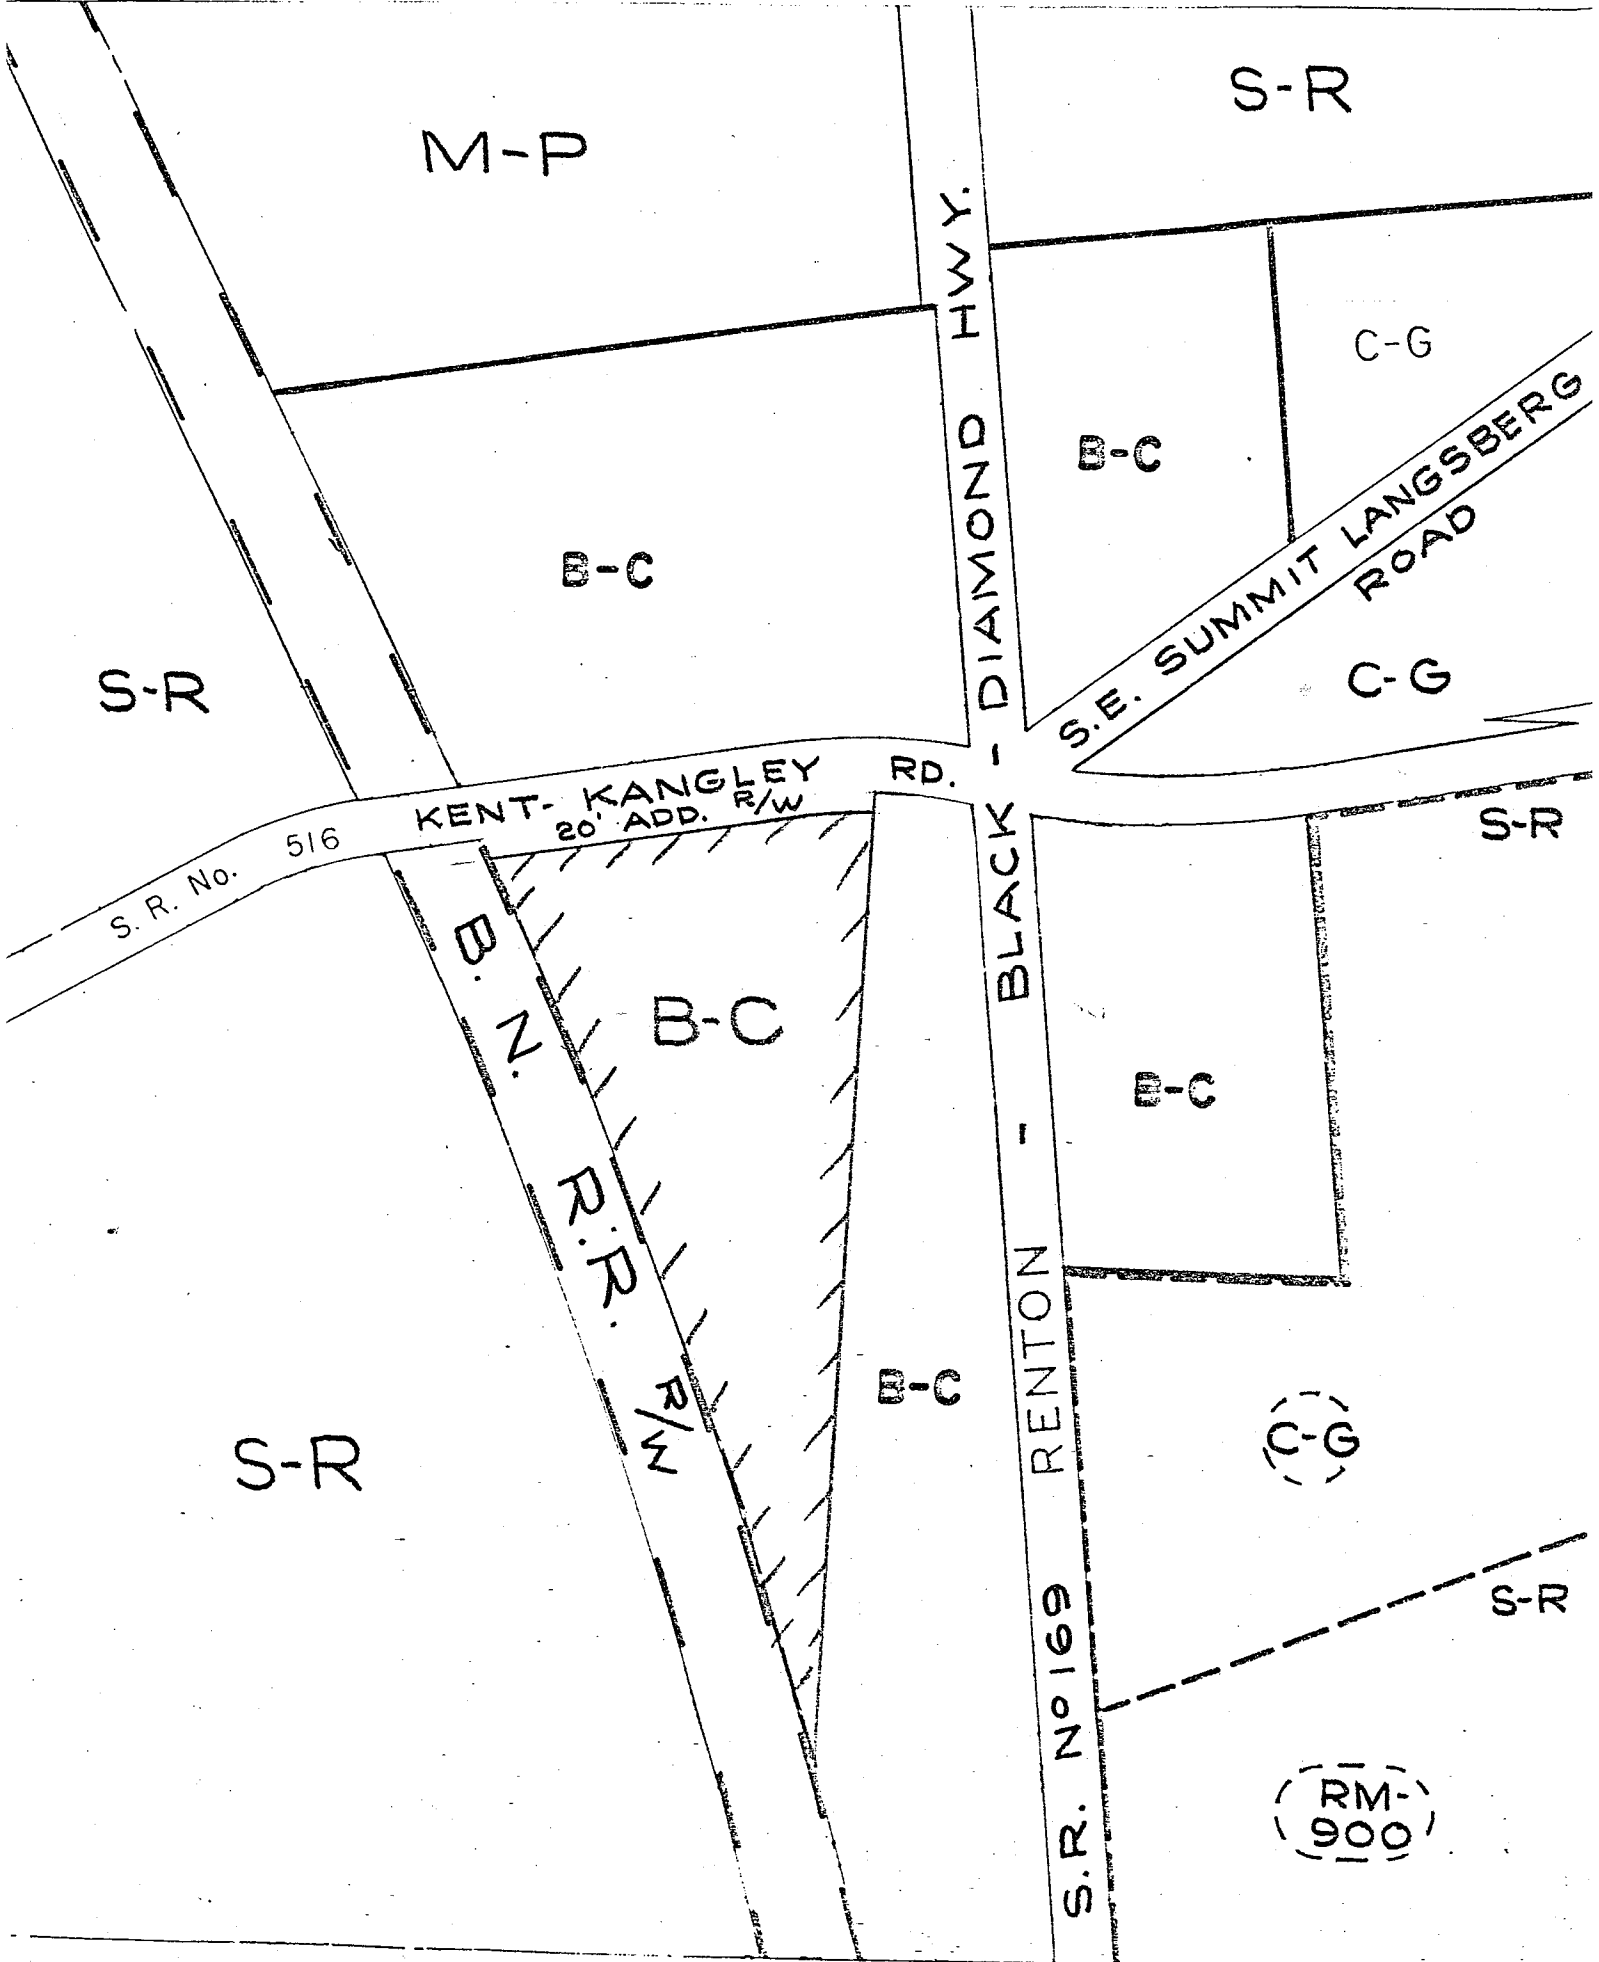 S-R
M-P
C-G
B-C
B-C
S-R
C-G
S.E. SUMMIT LANGSBERG
ROAD
KENT- KANGLEY RD.
20' ADD. R/W
S. R. No. 516
S-R
B-C
B-C
B. N. R.R. R/W
B-C
S-R
C-G
S-R
RM-
900
S.R. No 169 RENTON - BLACK - DIAMOND HWY.